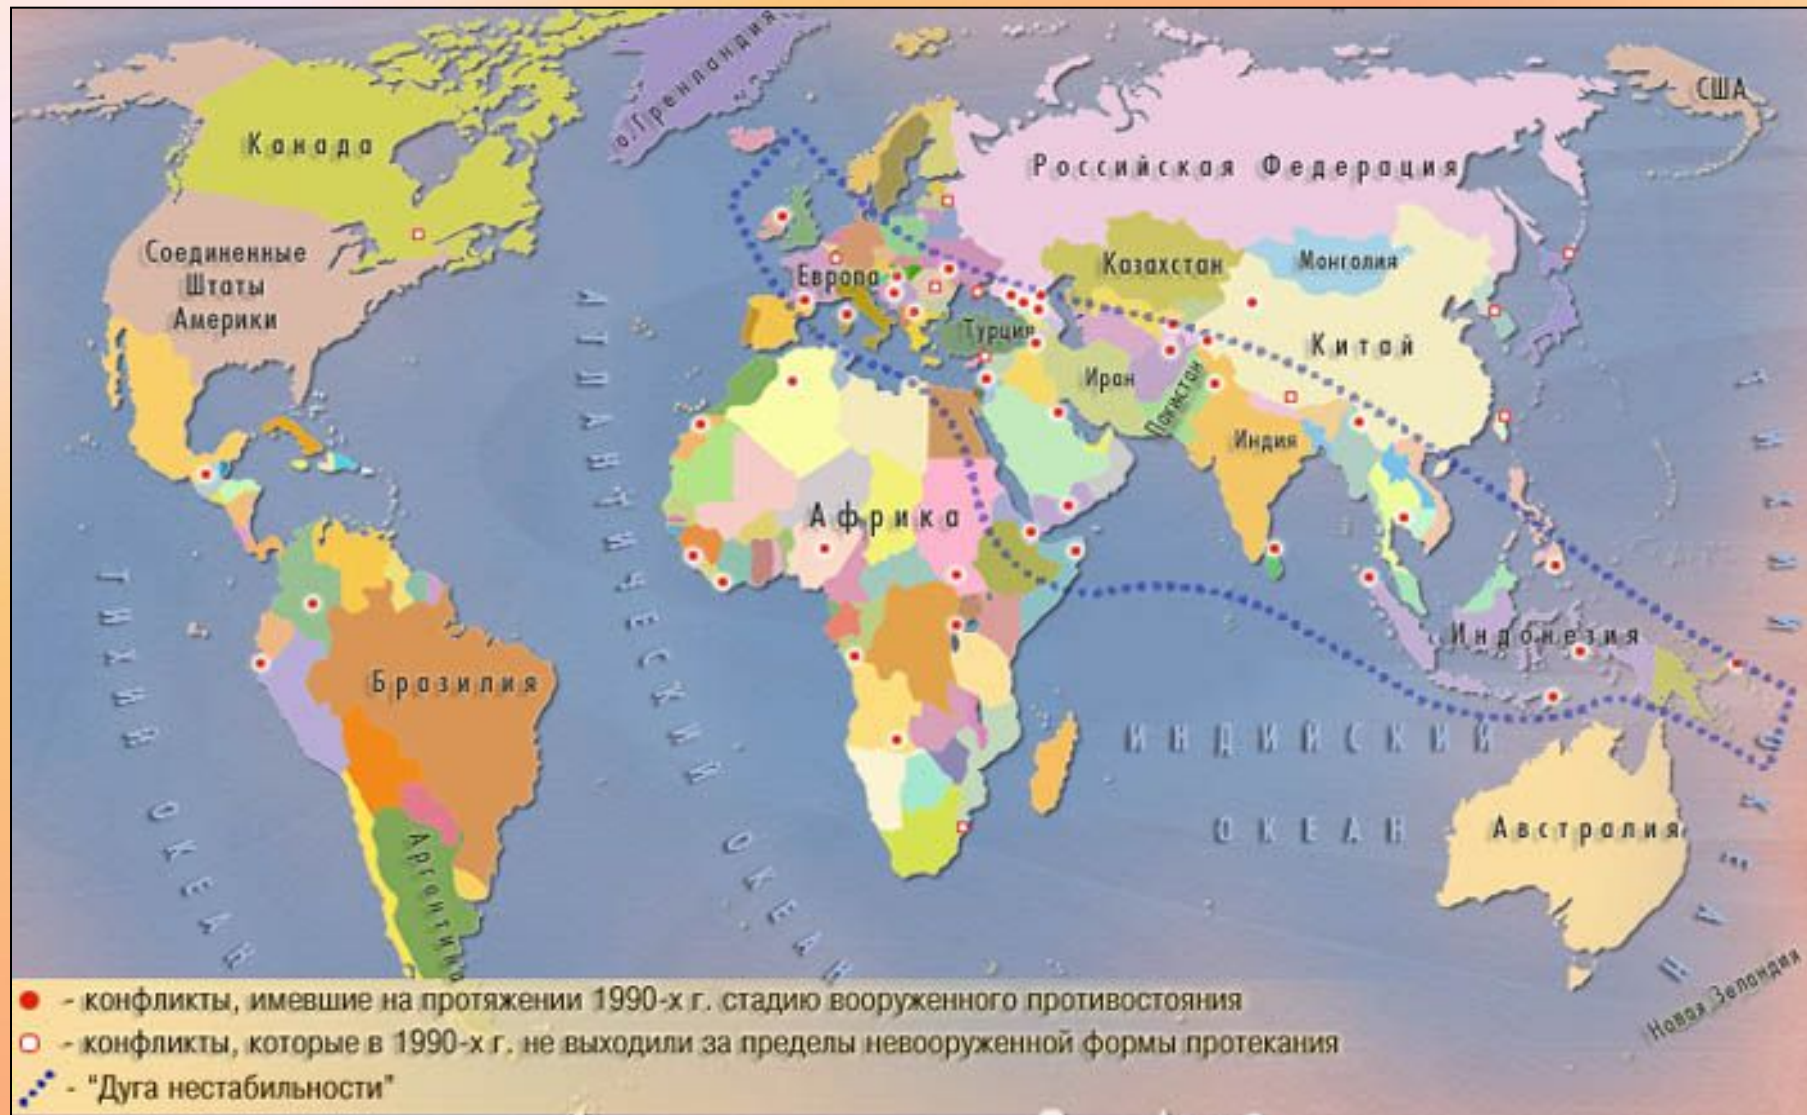 о. Гренландия
США
Канада
Российская Федерация
Соединенные
Штаты
Америки
Казахстан
Монголия
Европа
Турция
Китай
Иран
Пакистан
Индия
Африка
Индонезия
Бразилия
Аргентина
Австралия
Новая Зеландия
АТЛАНТИЧЕСКИЙ ОКЕАН
ТИХИЙ ОКЕАН
ИНДИЙСКИЙ
ОКЕАН
- конфликты, имевшие на протяжении 1990-х г. стадию вооруженного противостояния
- конфликты, которые в 1990-х г. не выходили за пределы невооруженной формы протекания
- "Дуга нестабильности"